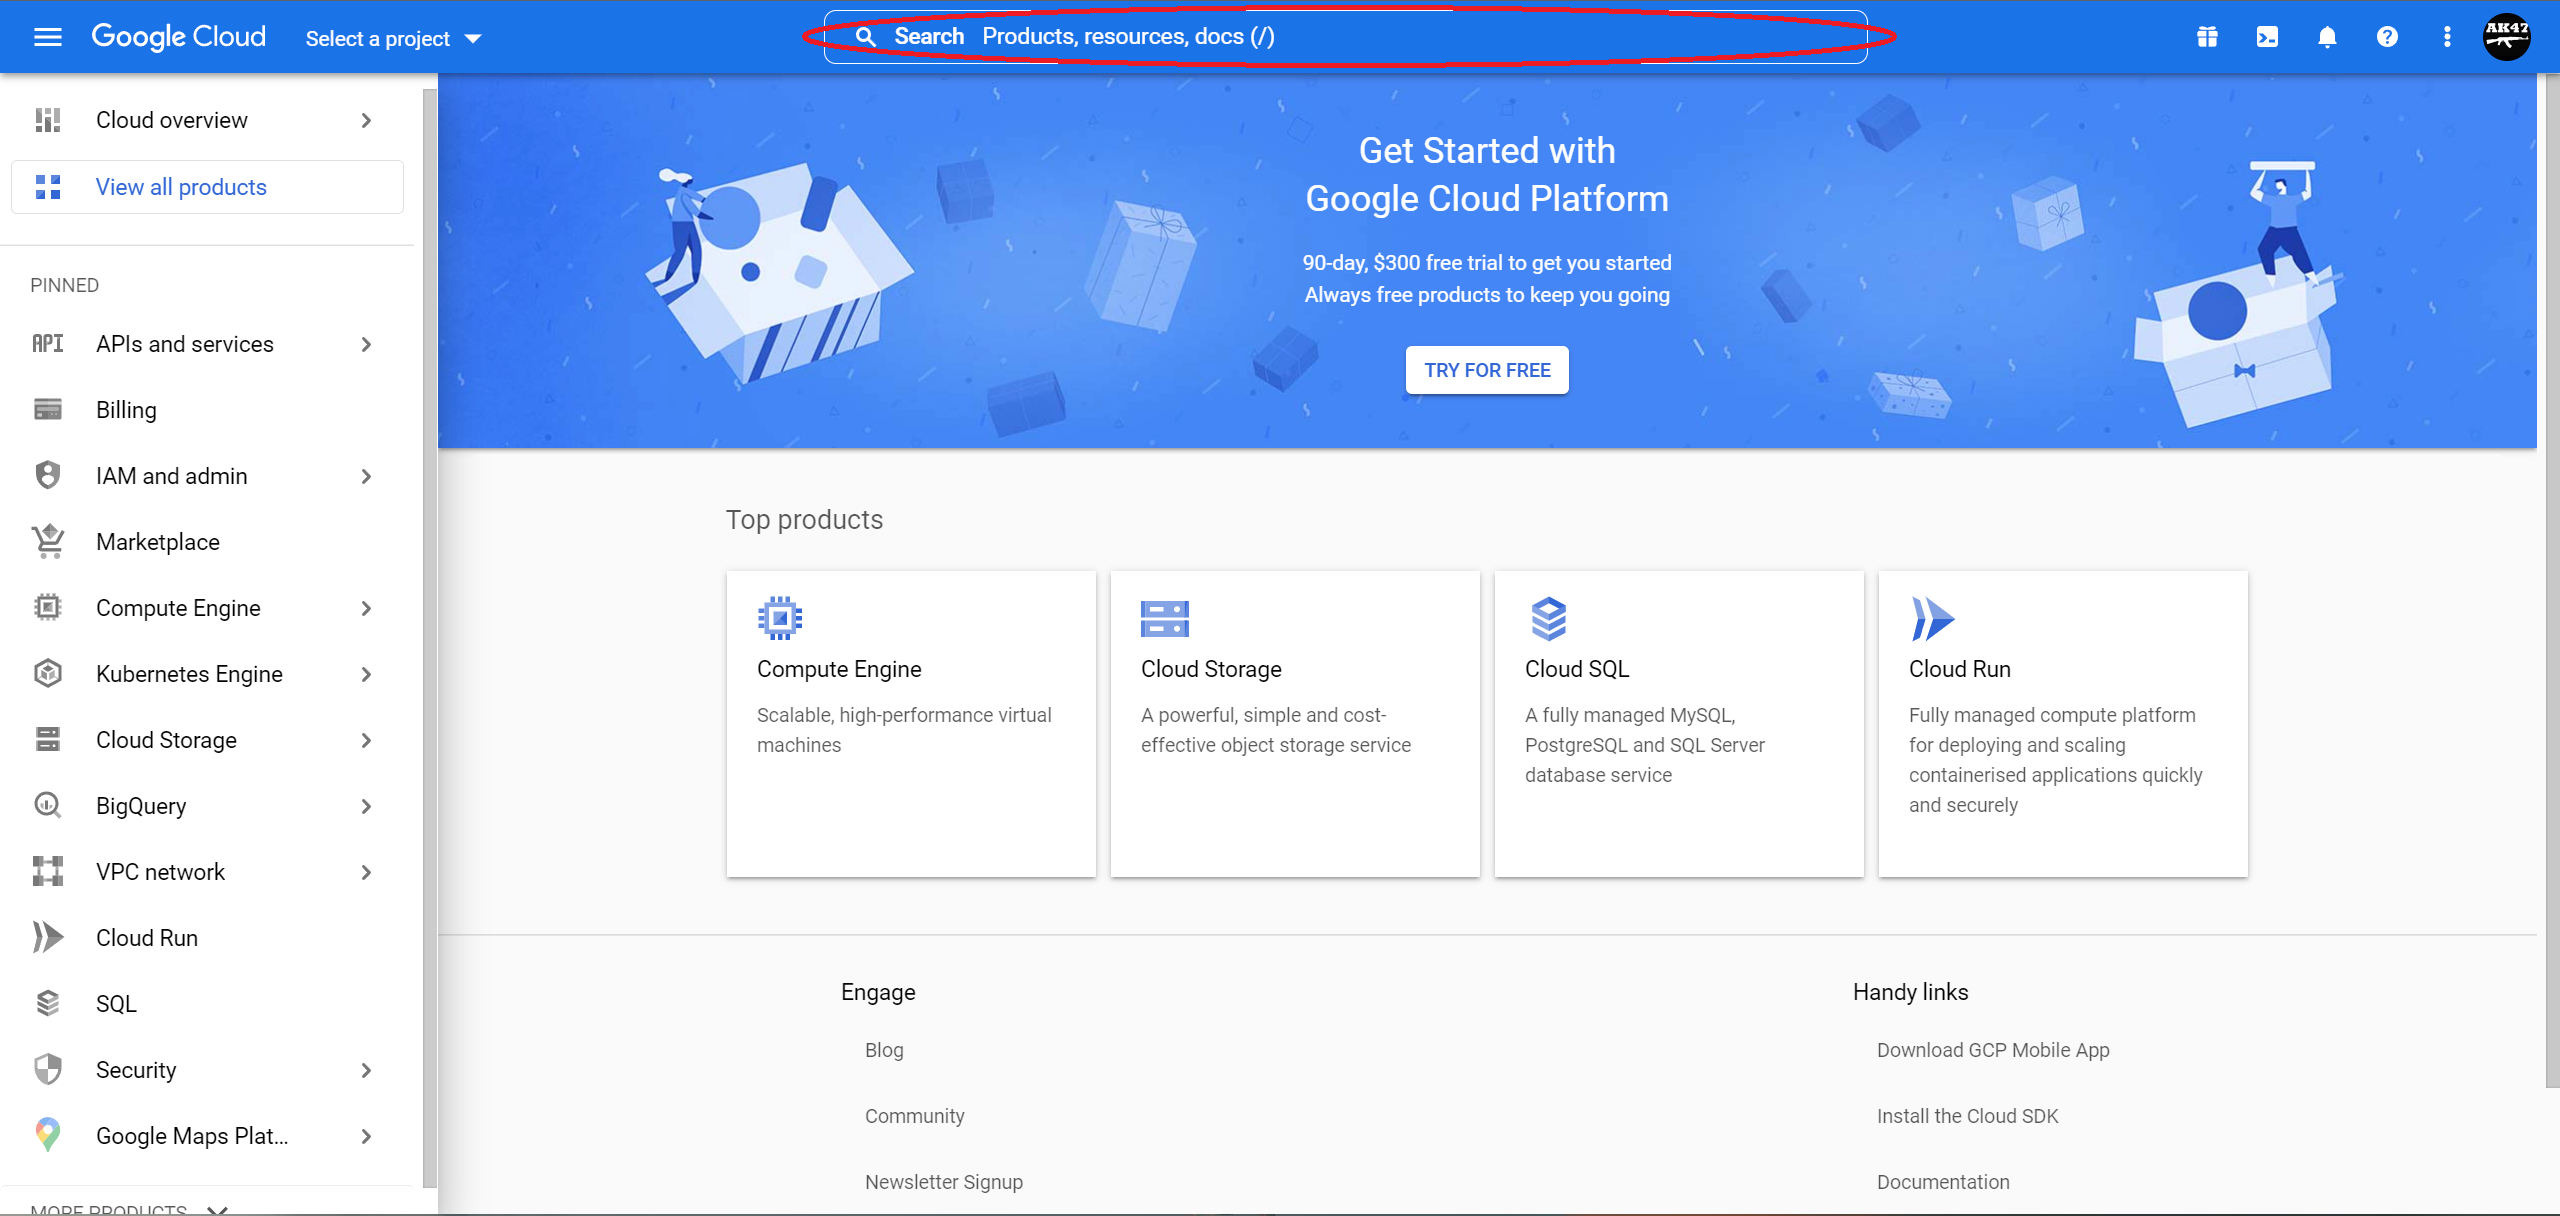 Google Cloud
Select a project
Search Products, resources, docs (/)
AK47
Cloud overview
View all products
PINNED
API APIs and services
Billing
IAM and admin
Marketplace
Compute Engine
Kubernetes Engine
Cloud Storage
BigQuery
VPC network
Cloud Run
SQL
Security
Google Maps Plat...
MORE PRODUCTS
Get Started with
Google Cloud Platform
90-day, $300 free trial to get you started
Always free products to keep you going
TRY FOR FREE
Top products
Compute Engine
Scalable, high-performance virtual
machines
Cloud Storage
A powerful, simple and cost-
effective object storage service
Cloud SQL
A fully managed MySQL,
PostgreSQL and SQL Server
database service
Cloud Run
Fully managed compute platform
for deploying and scaling
containerised applications quickly
and securely
Engage
Blog
Community
Newsletter Signup
Handy links
Download GCP Mobile App
Install the Cloud SDK
Documentation